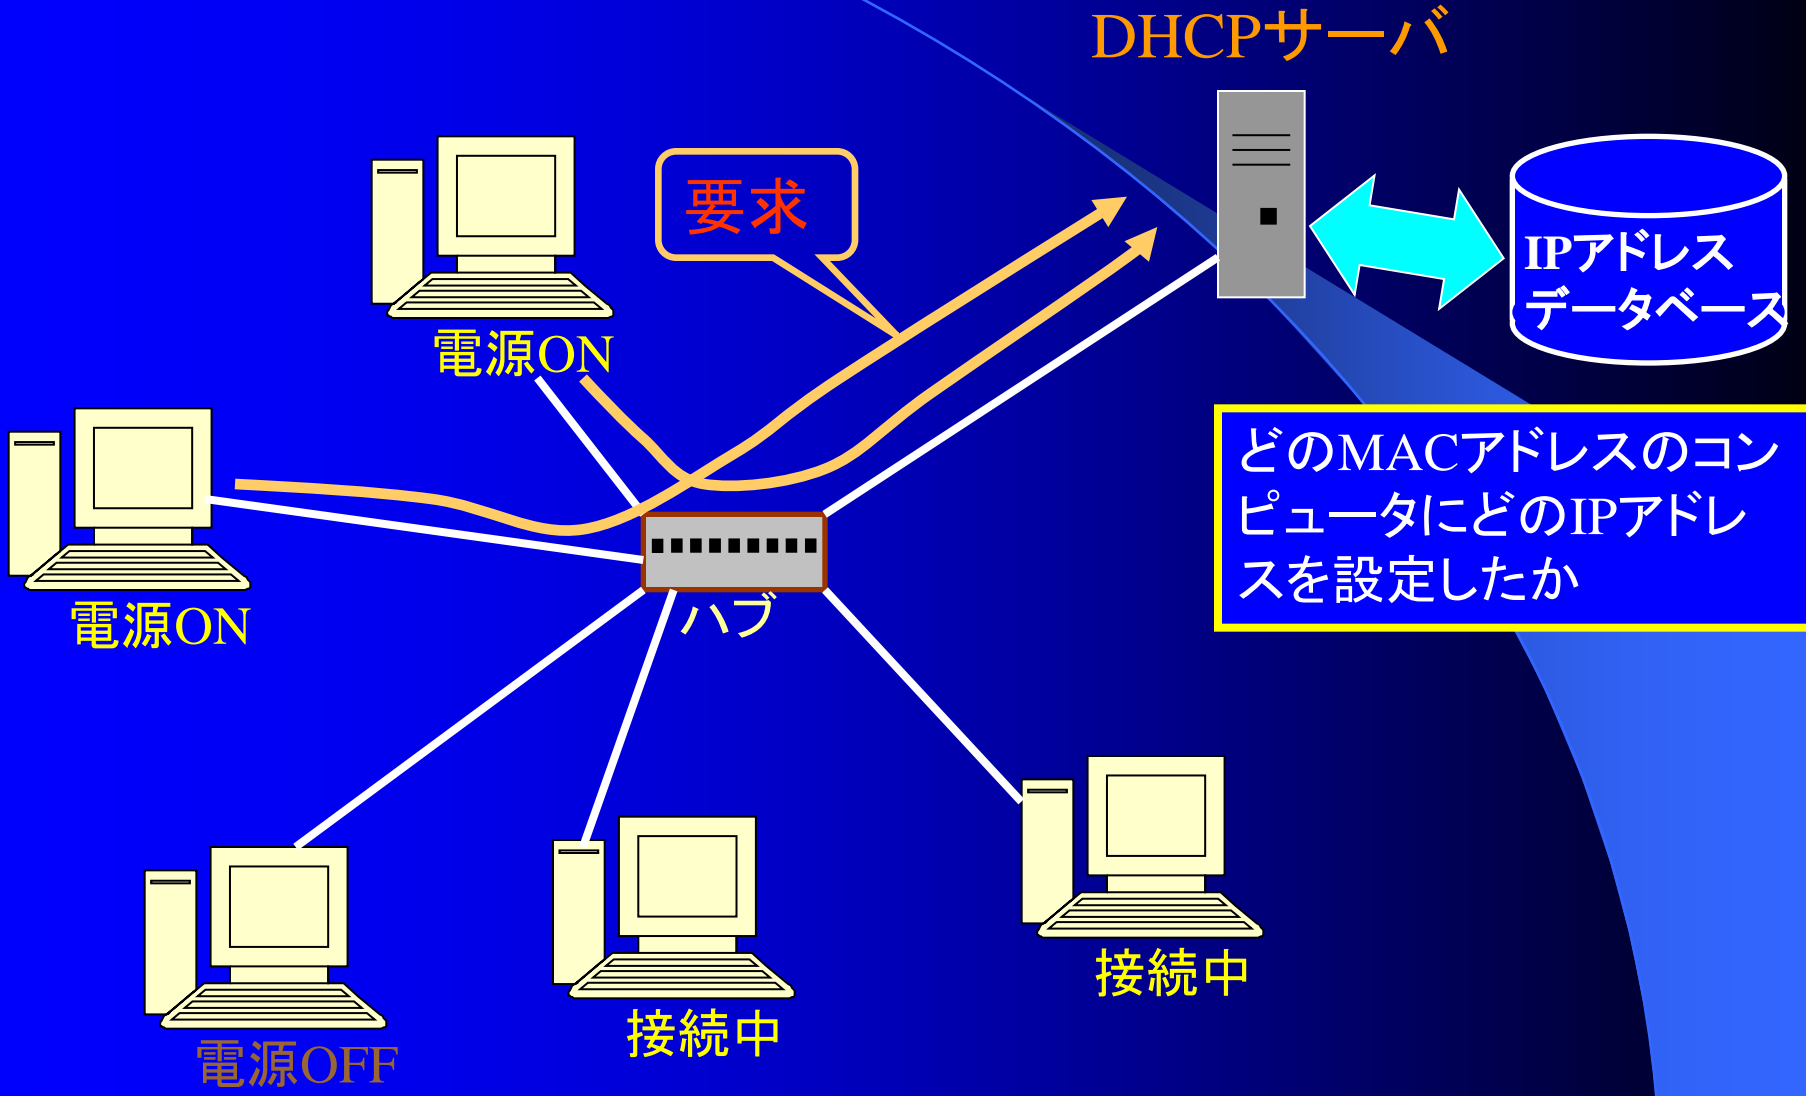 DHCPサーバ
要求
IPアドレス
データベース
電源ON
どのMACアドレスのコン
ピュータにどのIPアドレ
スを設定したか
電源ON
ハブ
接続中
接続中
電源OFF